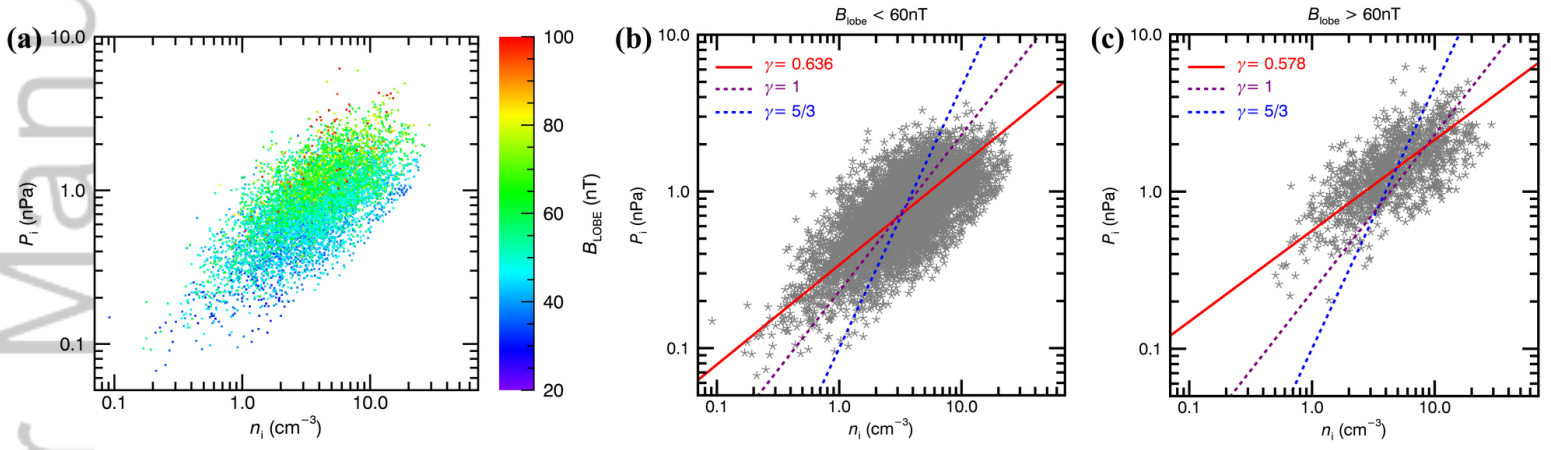 (a)
10.0
1.0
0.1
P_i (nPa)
0.1 1.0 10.0
n_i (cm⁻³)
100
80
60
40
20
B_LOBE (nT)
B_lobe < 60nT
(b)
10.0
1.0
0.1
P_i (nPa)
γ= 0.636
γ= 1
γ= 5/3
0.1 1.0 10.0
n_i (cm⁻³)
B_lobe > 60nT
(c)
10.0
1.0
0.1
P_i (nPa)
γ= 0.578
γ= 1
γ= 5/3
0.1 1.0 10.0
n_i (cm⁻³)
Manu